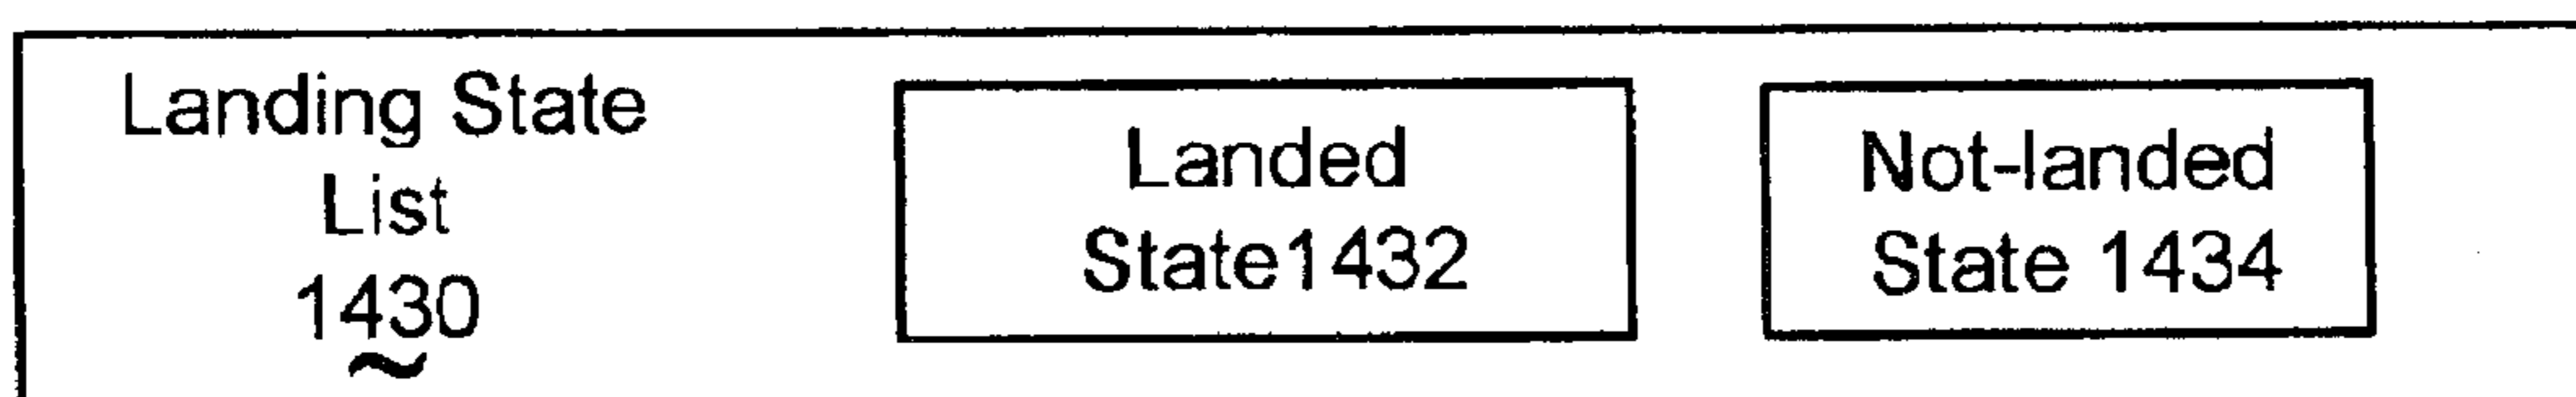 Landing State
List
1430
Landed
State1432
Not-landed
State 1434